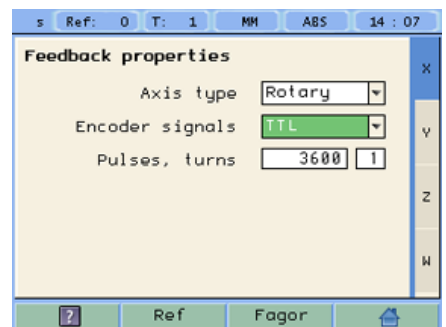 s Ref: 0 T: 1 MM ABS 14 : 07
Feedback properties
X
Axis type Rotary
Encoder signals TTL
Y
Pulses, turns 3600 1
Z
W
? Ref Fagor